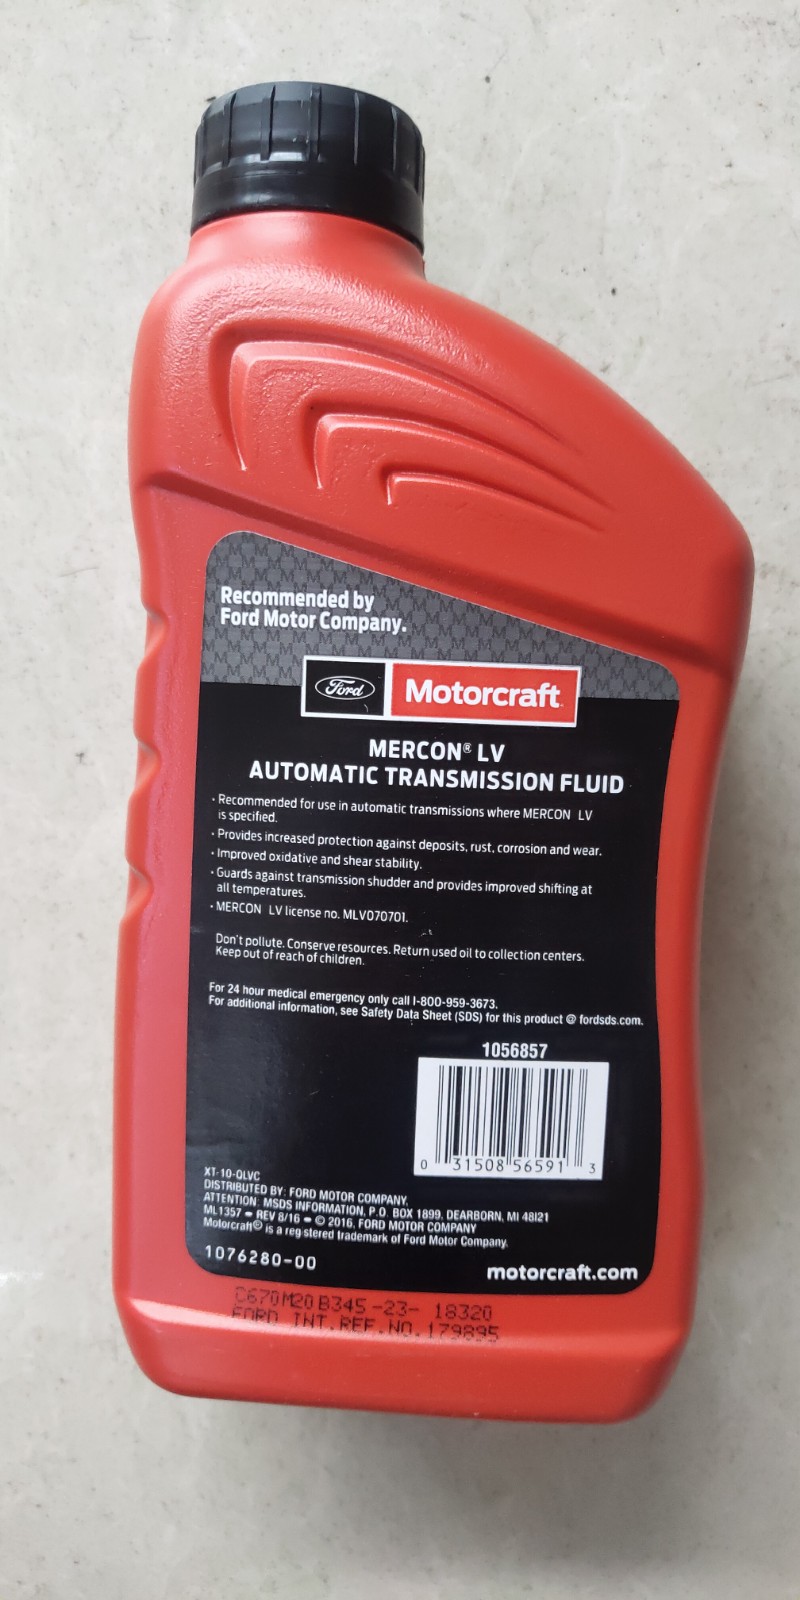 Recommended by
Ford Motor Company.
Ford Motorcraft
MERCON® LV
AUTOMATIC TRANSMISSION FLUID
· Recommended for use in automatic transmissions where MERCON LV
is specified.
· Provides increased protection against deposits, rust, corrosion and wear.
· Improved oxidative and shear stability.
· Guards against transmission shudder and provides improved shifting at
all temperatures.
· MERCON LV license no. MLV070701.
Don't pollute. Conserve resources. Return used oil to collection centers.
Keep out of reach of children.
For 24 hour medical emergency only call 1-800-959-3673.
For additional information, see Safety Data Sheet (SDS) for this product @ fordsds.com.
1056857
0 31508 56591 3
XT-10-QLVC
DISTRIBUTED BY: FORD MOTOR COMPANY,
ATTENTION: MSDS INFORMATION, P.O. BOX 1899, DEARBORN, MI 48121
ML1357 – REV 8/16 – © 2016, FORD MOTOR COMPANY
Motorcraft® is a registered trademark of Ford Motor Company.
1076280-00
motorcraft.com
C670M20 B345 -23- 18320
FORD INT.REF.NO.179895